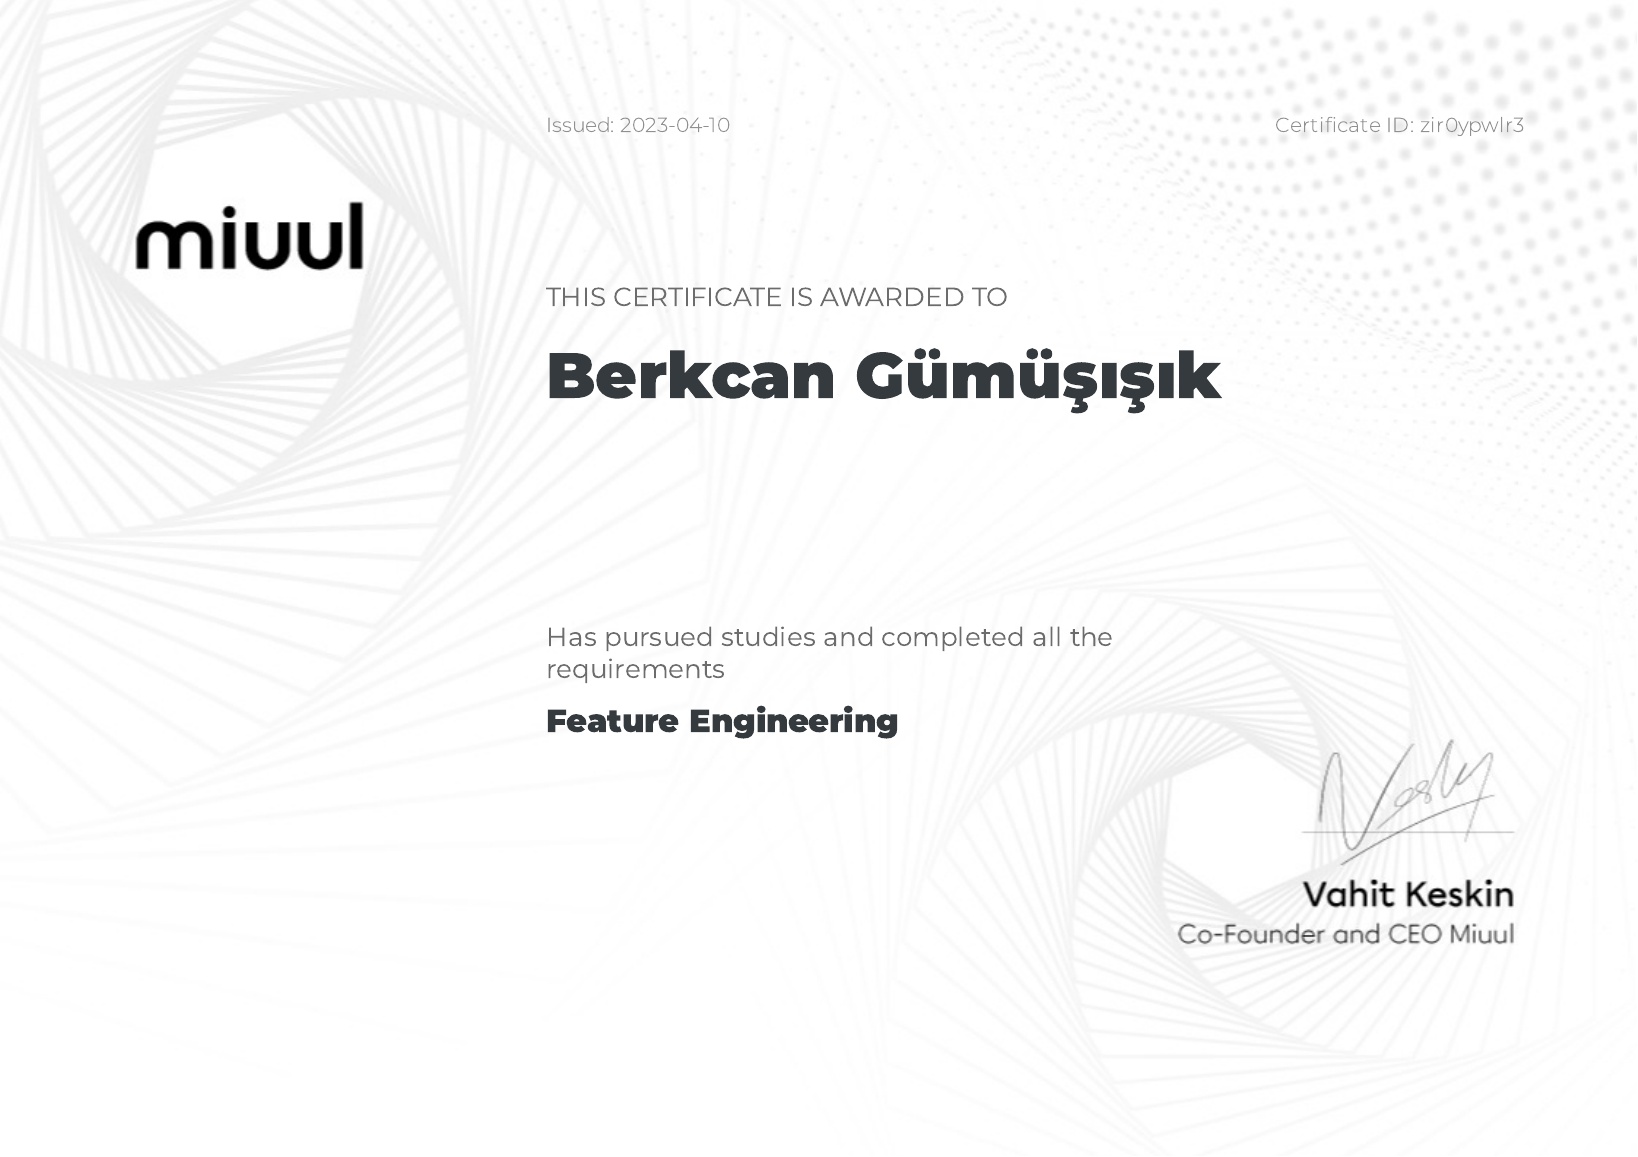 Issued: 2023-04-10
Certificate ID: zir0ypwlr3
miuul
THIS CERTIFICATE IS AWARDED TO
Berkcan Gümüşışık
Has pursued studies and completed all the
requirements
Feature Engineering
Vahit Keskin
Co-Founder and CEO Miuul